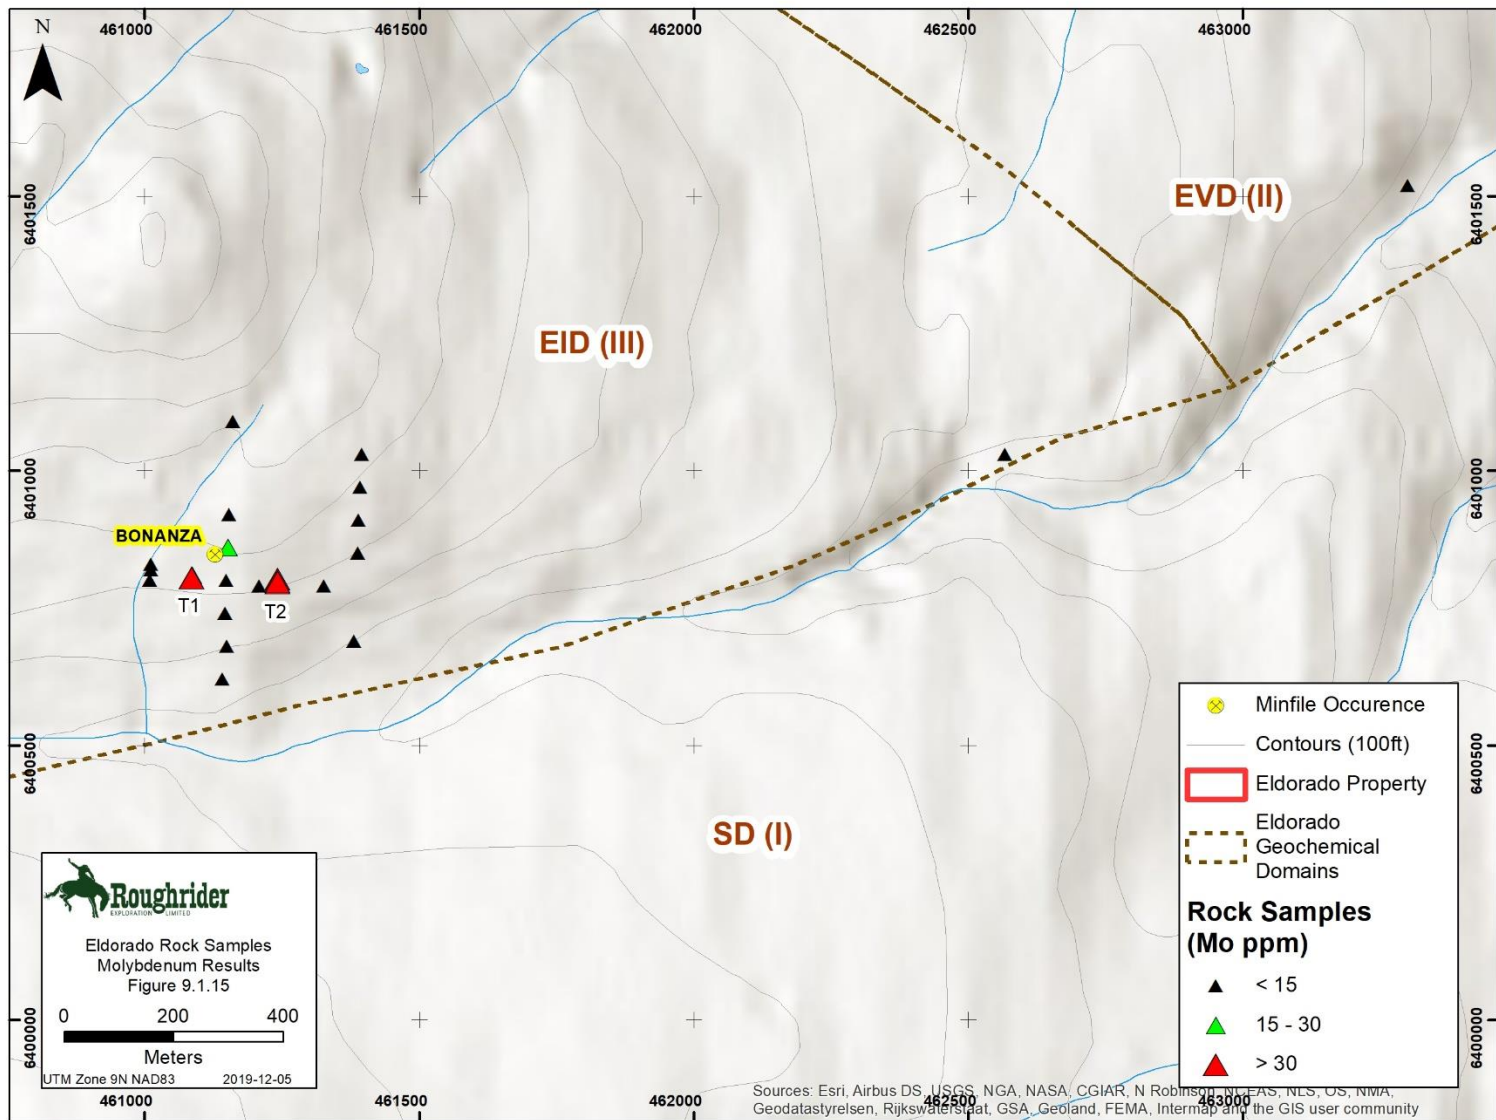 461000 461500 462000 462500 463000
N
6401500 6401500
EVD (II)
EID (III)
6401000 6401000
BONANZA
T1 T2
6400500 6400500
SD (I)
Minfile Occurence
Contours (100ft)
Eldorado Property
Eldorado
Geochemical
Domains
Rock Samples
(Mo ppm)
< 15
15 - 30
> 30
Roughrider
EXPLORATION LIMITED
Eldorado Rock Samples
Molybdenum Results
Figure 9.1.15
0 200 400
Meters
UTM Zone 9N NAD83 2019-12-05
6400000 6400000
Sources: Esri, Airbus DS, USGS, NGA, NASA, CGIAR, N Robinson, NCEAS, NLS, OS, NMA,
Geodatastyrelsen, Rijkswaterstaat, GSA, Geoland, FEMA, Intermap and the GIS user community
461000 461500 462000 462500 463000